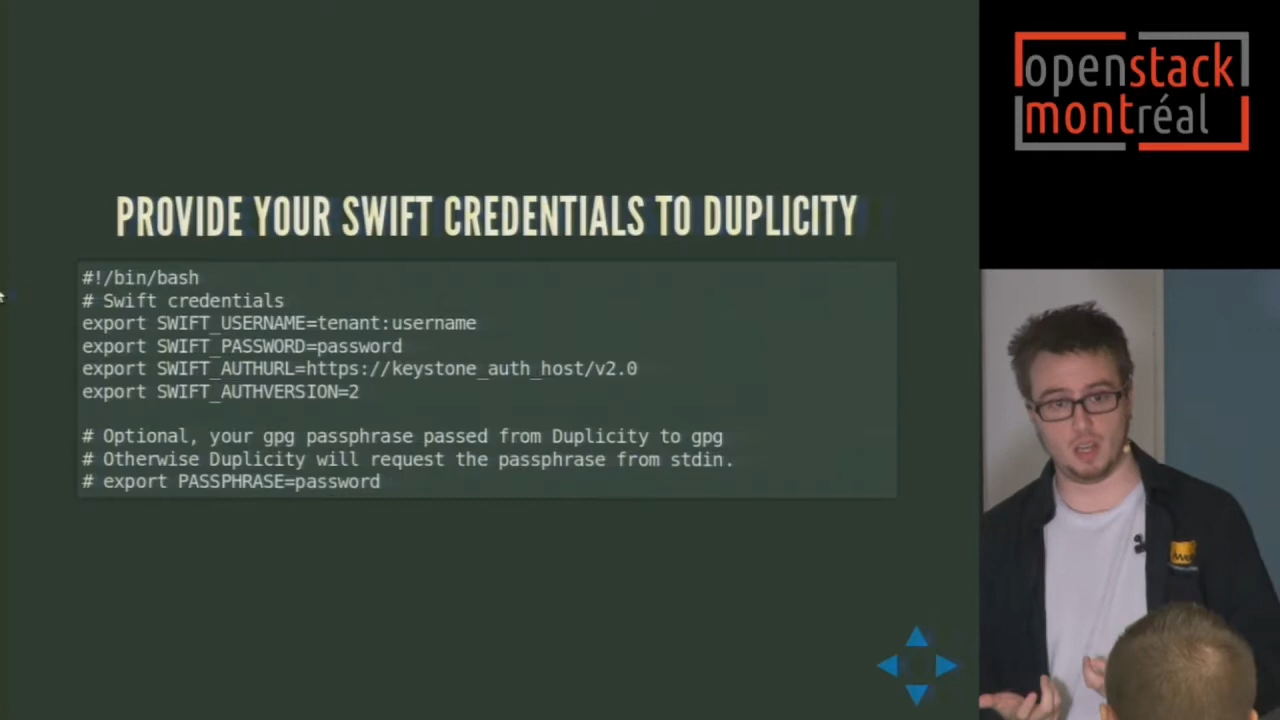 PROVIDE YOUR SWIFT CREDENTIALS TO DUPLICITY
#!/bin/bash
# Swift credentials
export SWIFT_USERNAME=tenant:username
export SWIFT_PASSWORD=password
export SWIFT_AUTHURL=https://keystone_auth_host/v2.0
export SWIFT_AUTHVERSION=2
# Optional, your gpg passphrase passed from Duplicity to gpg
# Otherwise Duplicity will request the passphrase from stdin.
# export PASSPHRASE=password
openstack
montréal